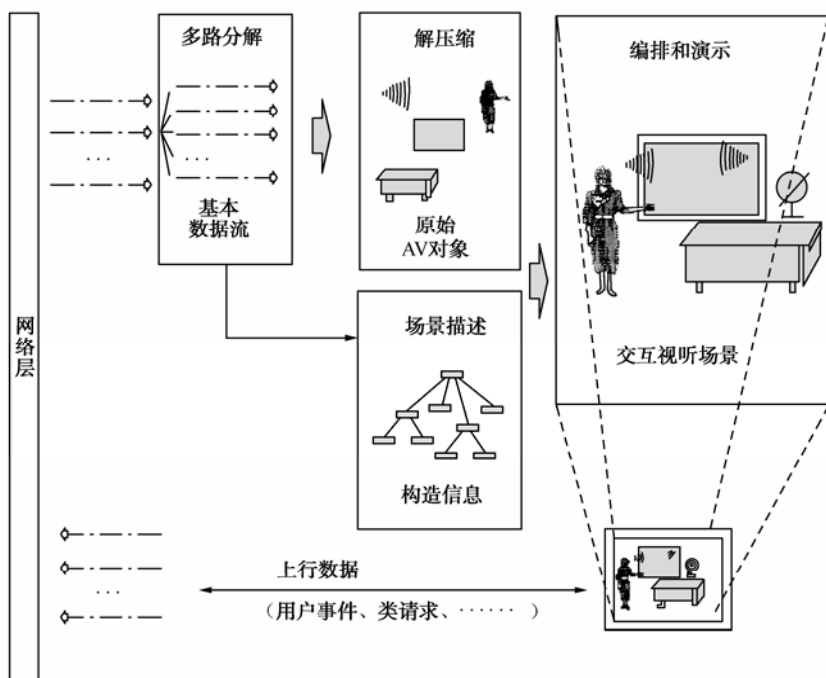 网络层
多路分解
···
···
基本
数据流
解压缩
原始
AV对象
编排和演示
交互视听场景
场景描述
构造信息
···
上行数据
（用户事件、类请求、······）